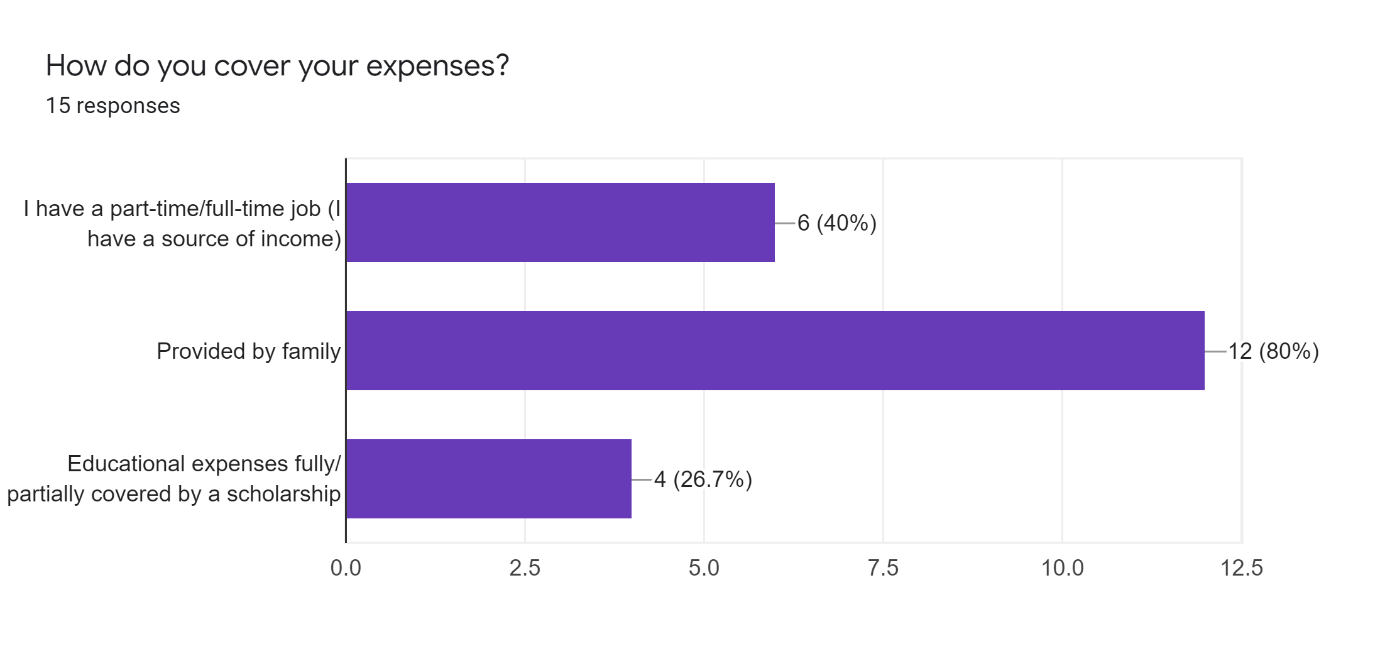 How do you cover your expenses?
15 responses
I have a part-time/full-time job (I
have a source of income)
6 (40%)
Provided by family
12 (80%)
Educational expenses fully/
partially covered by a scholarship
4 (26.7%)
0.0 2.5 5.0 7.5 10.0 12.5